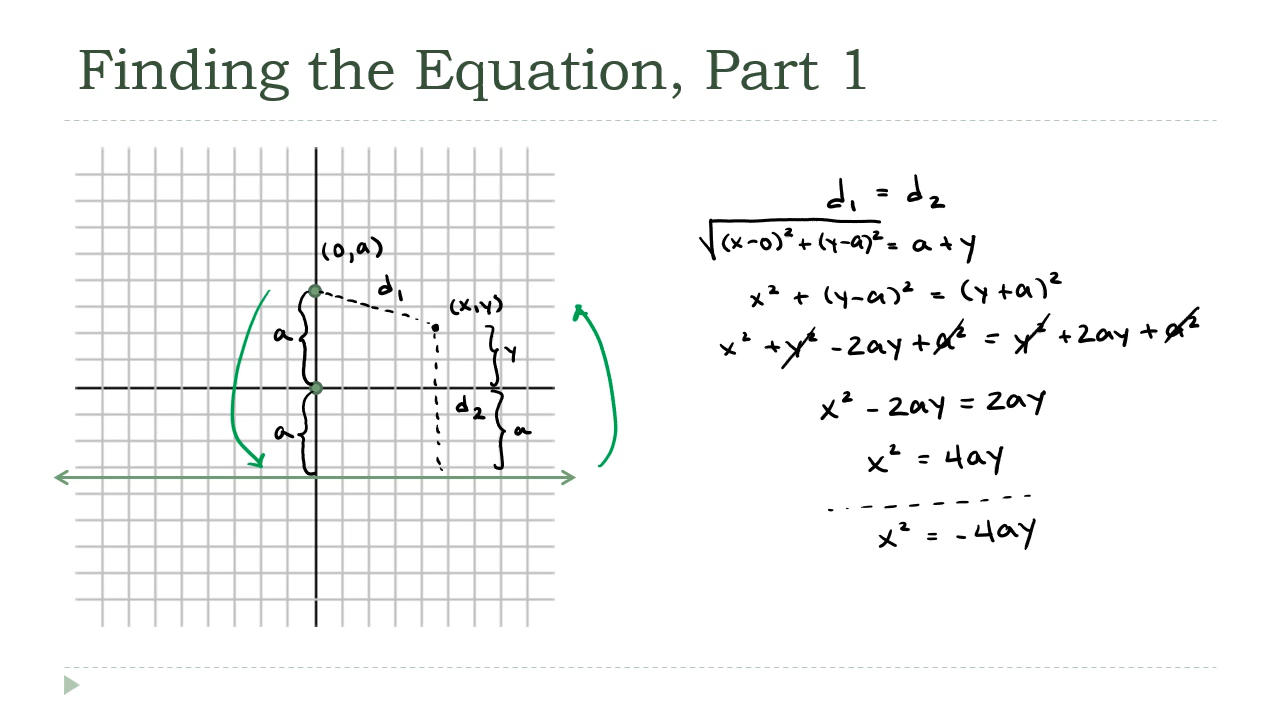 Finding the Equation, Part 1
(0,a)
d₁
(x,y)
a
y
d₂
a
a
d₁ = d₂
√((x-0)² + (y-a)²) = a + y
x² + (y-a)² = (y+a)²
x² + y² - 2ay + a² = y² + 2ay + a²
x² - 2ay = 2ay
x² = 4ay
x² = -4ay